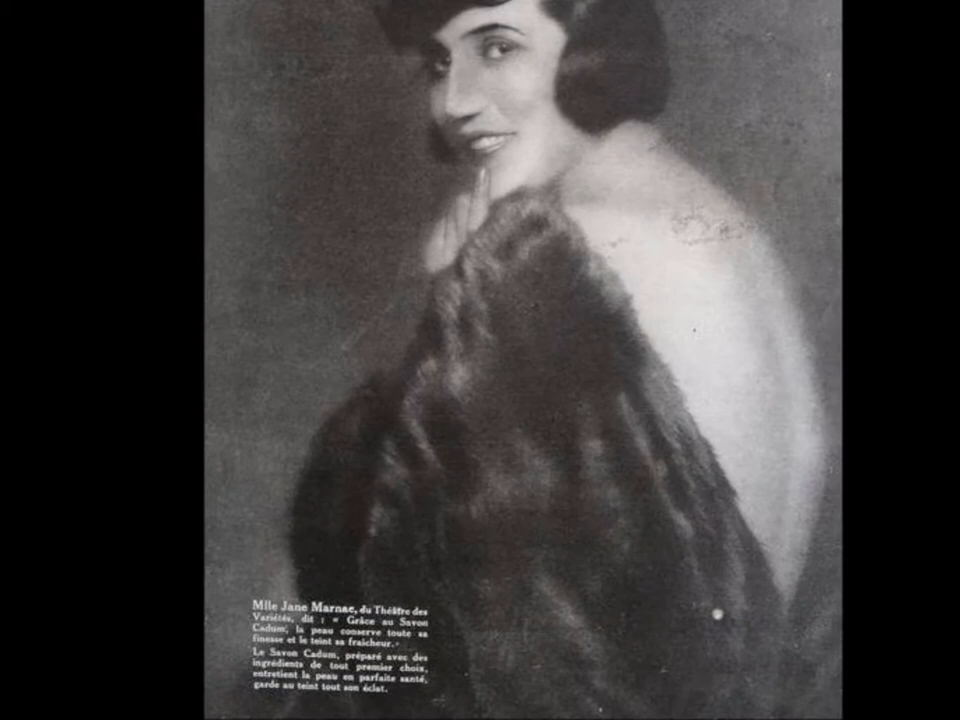 Mlle Jane Marnac, du Théâtre des
Variétés, dit : « Grâce au Savon
Cadum, la peau conserve toute sa
finesse et le teint sa fraîcheur. »
Le Savon Cadum, préparé avec des
ingrédients de tout premier choix,
entretient la peau en parfaite santé,
garde au teint tout son éclat.